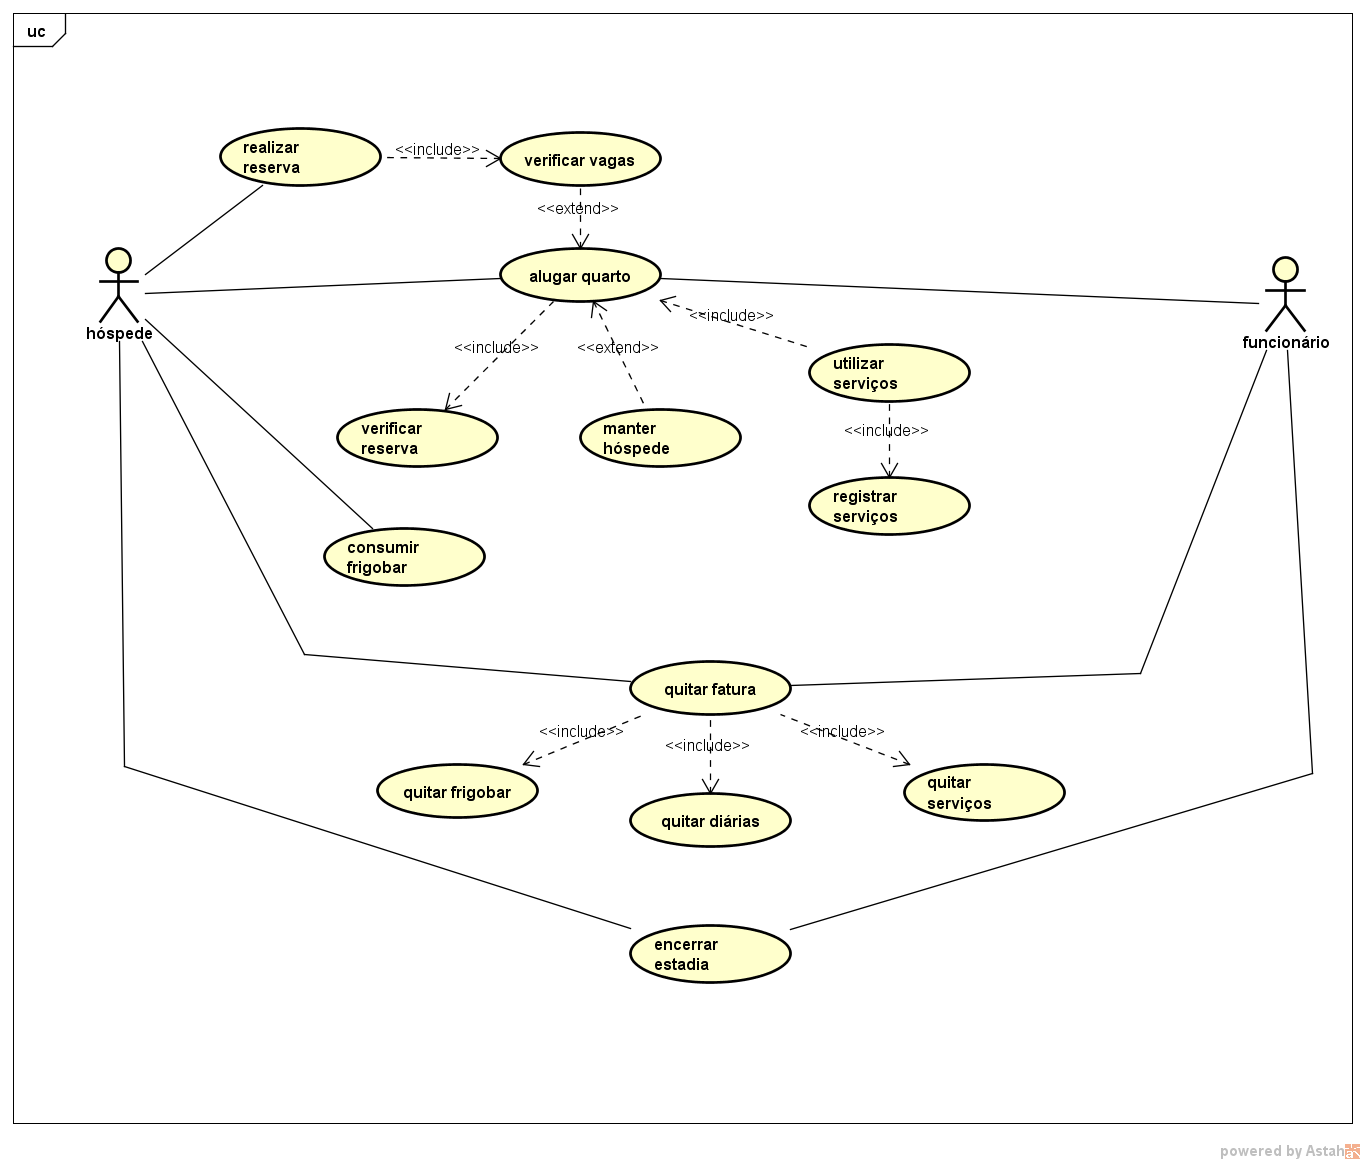 uc
realizar
reserva
<<include>>
verificar vagas
<<extend>>
alugar quarto
hóspede
funcionário
<<include>>
<<include>>
<<extend>>
utilizar
serviços
verificar
reserva
manter
hóspede
<<include>>
registrar
serviços
consumir
frigobar
quitar fatura
<<include>>
<<include>>
<<include>>
quitar frigobar
quitar diárias
quitar
serviços
encerrar
estadia
powered by Astah